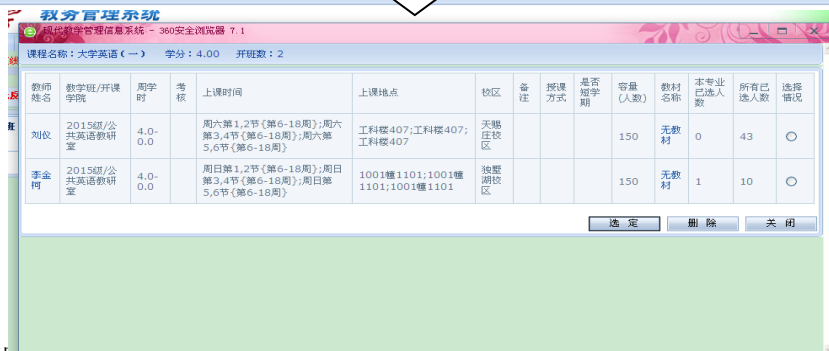 教务管理系统
现代教学管理信息系统 - 360安全浏览器 7.1
课程名称：大学英语(一) 学分：4.00 开班数：2
教师姓名 教学班/开课学院 周学时 考核 上课时间 上课地点 校区 备注 授课方式 是否短学期 容量(人数) 教材名称 本专业已选人数 所有已选人数 选择情况
刘仪 2015级/公共英语教研室 4.0-0.0 周六第1,2节{第6-18周};周六第3,4节{第6-18周};周六第5,6节{第6-18周} 工科楼407;工科楼407;工科楼407 天赐庄校区 150 无教材 0 43
李金柯 2015级/公共英语教研室 4.0-0.0 周日第1,2节{第6-18周};周日第3,4节{第6-18周};周日第5,6节{第6-18周} 1001幢1101;1001幢1101;1001幢1101 独墅湖校区 150 无教材 1 10
选 定 删 除 关 闭